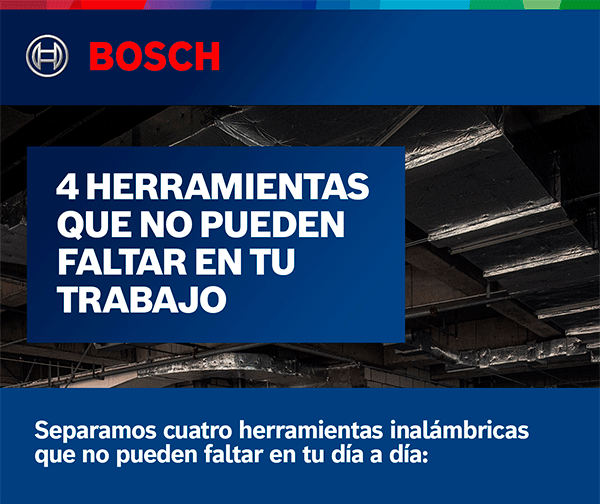 BOSCH
4 HERRAMIENTAS
QUE NO PUEDEN
FALTAR EN TU
TRABAJO
Separamos cuatro herramientas inalámbricas
que no pueden faltar en tu día a día: